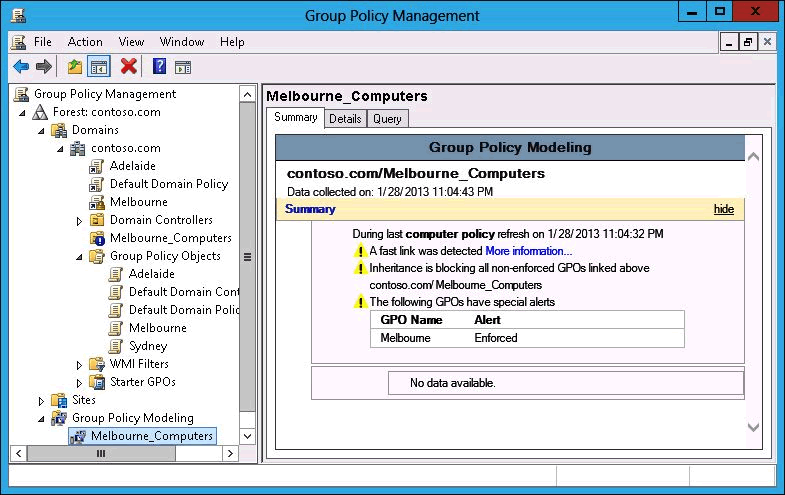 Group Policy Management
File Action View Window Help
Group Policy Management
Forest: contoso.com
Domains
contoso.com
Adelaide
Default Domain Policy
Melbourne
Domain Controllers
Melbourne_Computers
Group Policy Objects
Adelaide
Default Domain Cont
Default Domain Polic
Melbourne
Sydney
WMI Filters
Starter GPOs
Sites
Group Policy Modeling
Melbourne_Computers
Melbourne_Computers
Summary Details Query
Group Policy Modeling
contoso.com/Melbourne_Computers
Data collected on: 1/28/2013 11:04:43 PM
Summary hide
During last computer policy refresh on 1/28/2013 11:04:32 PM
A fast link was detected More information...
Inheritance is blocking all non-enforced GPOs linked above
contoso.com/Melbourne_Computers
The following GPOs have special alerts
GPO Name Alert
Melbourne Enforced
No data available.